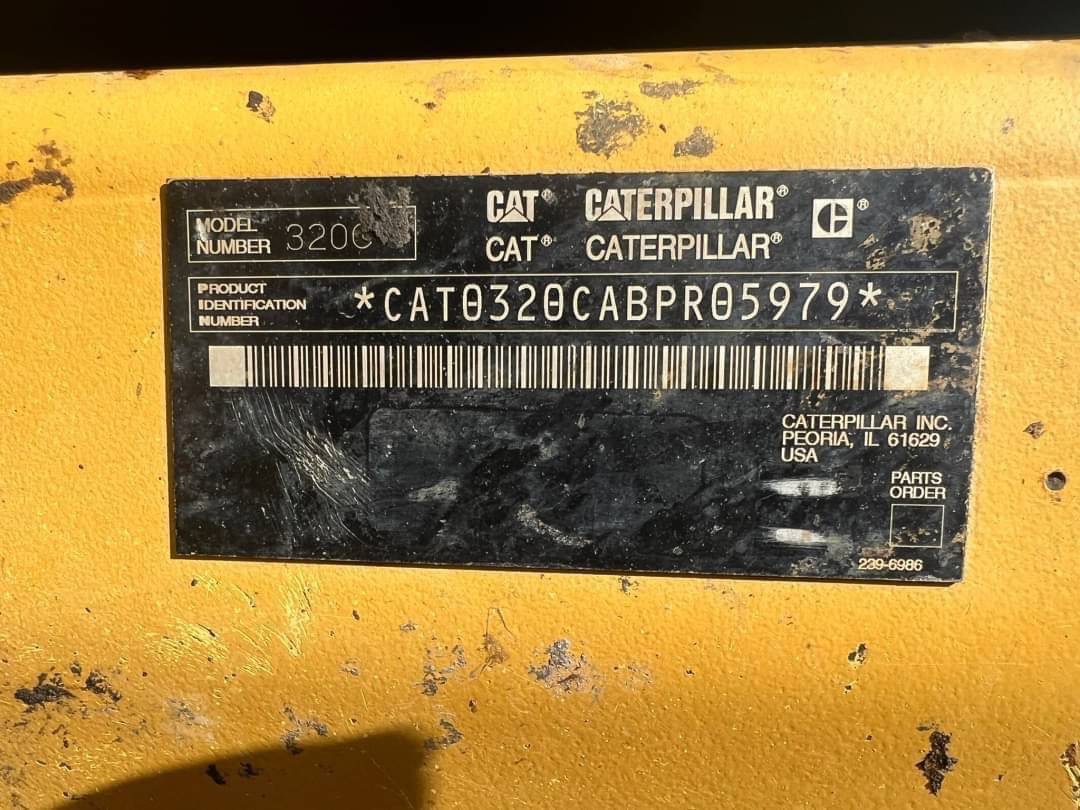 MODEL
NUMBER 320C
CAT® CATERPILLAR® C®
CAT® CATERPILLAR®
PRODUCT
IDENTIFICATION
NUMBER
*CAT0320CABPR05979*
CATERPILLAR INC.
PEORIA, IL 61629
USA
PARTS
ORDER
239-6986